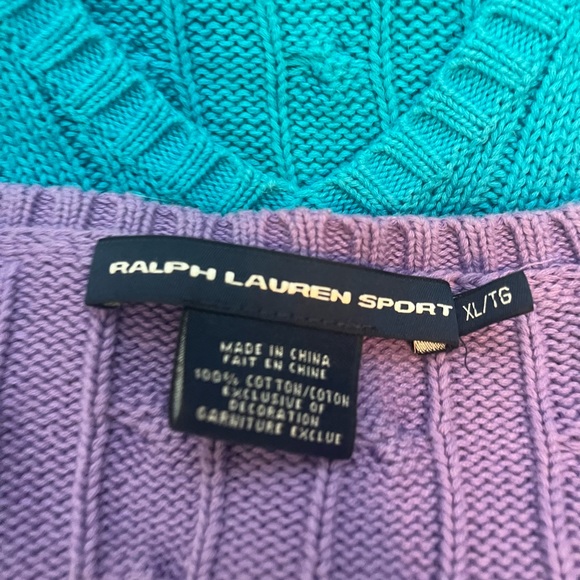 RALPH LAUREN SPORT
XL/TG
MADE IN CHINA
FAIT EN CHINE
100% COTTON/COTON
EXCLUSIVE OF
DECORATION
GARNITURE EXCLUE